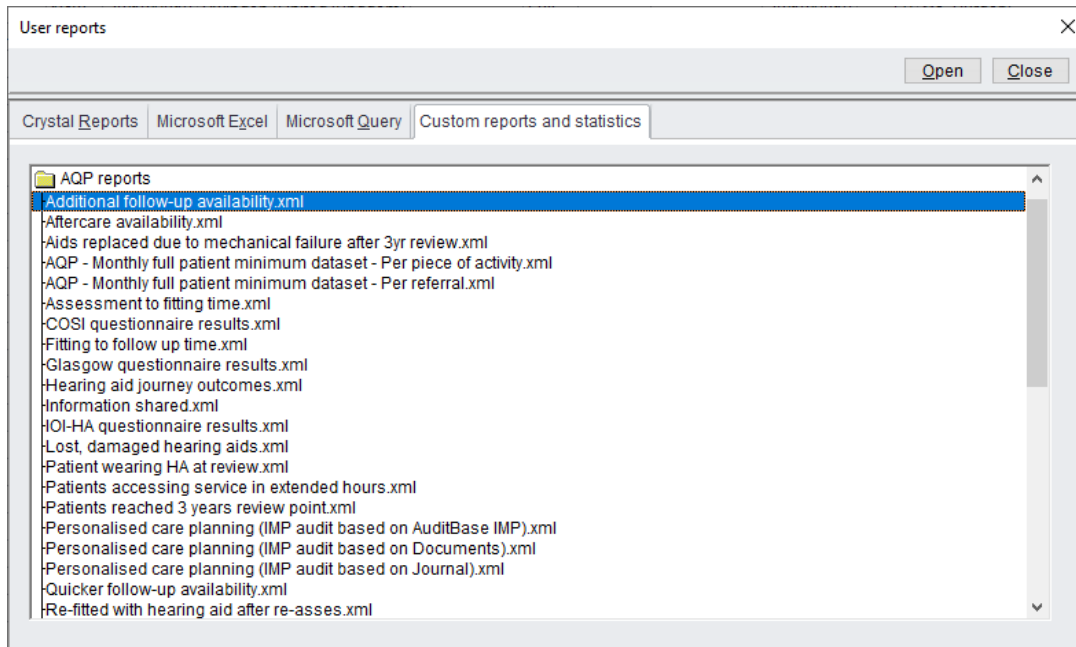 User reports
Open Close
Crystal Reports Microsoft Excel Microsoft Query Custom reports and statistics
AQP reports
Additional follow-up availability.xml
Aftercare availability.xml
Aids replaced due to mechanical failure after 3yr review.xml
AQP - Monthly full patient minimum dataset - Per piece of activity.xml
AQP - Monthly full patient minimum dataset - Per referral.xml
Assessment to fitting time.xml
COSI questionnaire results.xml
Fitting to follow up time.xml
Glasgow questionnaire results.xml
Hearing aid journey outcomes.xml
Information shared.xml
IOI-HA questionnaire results.xml
Lost, damaged hearing aids.xml
Patient wearing HA at review.xml
Patients accessing service in extended hours.xml
Patients reached 3 years review point.xml
Personalised care planning (IMP audit based on AuditBase IMP).xml
Personalised care planning (IMP audit based on Documents).xml
Personalised care planning (IMP audit based on Journal).xml
Quicker follow-up availability.xml
Re-fitted with hearing aid after re-asses.xml